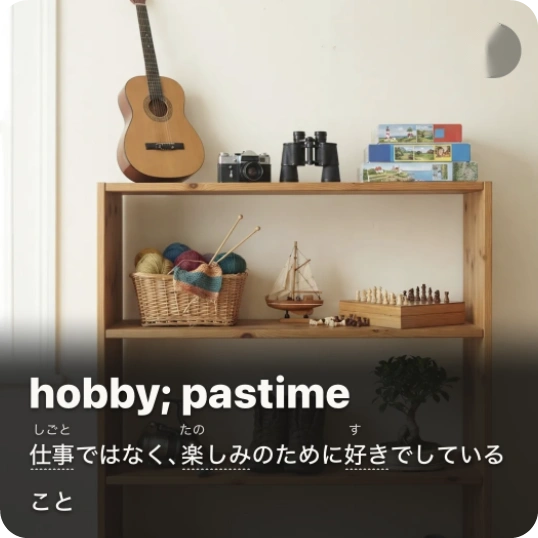 hobby; pastime
しごと たの す
仕事ではなく、楽しみのために好きでしている
こと